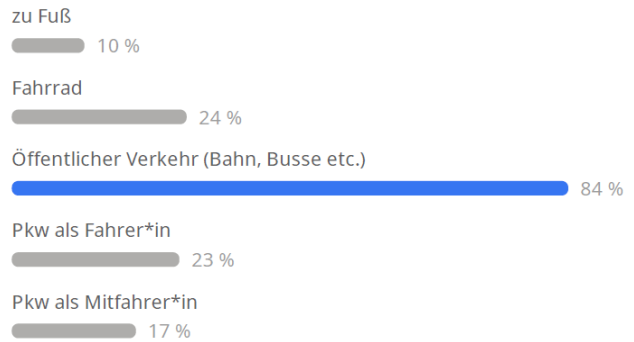 zu Fuß
10 %
Fahrrad
24 %
Öffentlicher Verkehr (Bahn, Busse etc.)
84 %
Pkw als Fahrer*in
23 %
Pkw als Mitfahrer*in
17 %